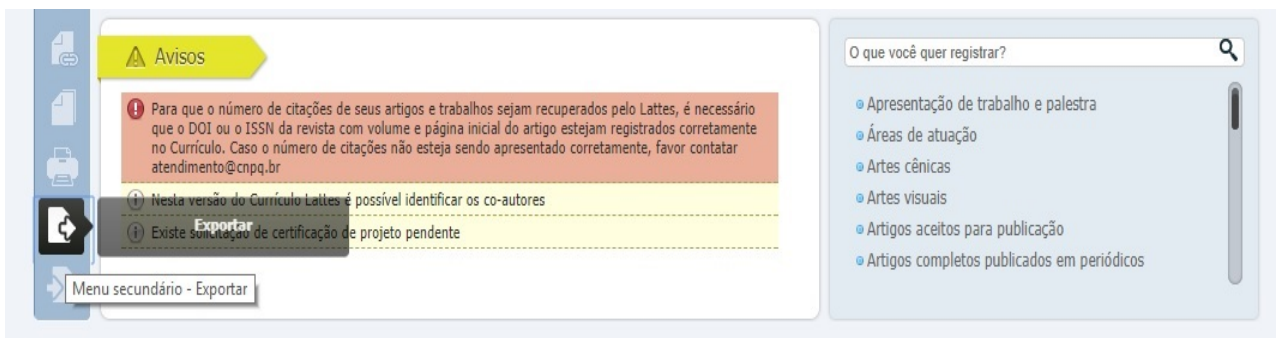 Avisos
Para que o número de citações de seus artigos e trabalhos sejam recuperados pelo Lattes, é necessário
que o DOI ou o ISSN da revista com volume e página inicial do artigo estejam registrados corretamente
no Currículo. Caso o número de citações não esteja sendo apresentado corretamente, favor contatar
atendimento@cnpq.br
Nesta versão do Currículo Lattes é possível identificar os co-autores
Exportar
Existe solicitação de certificação de projeto pendente
Menu secundário - Exportar
O que você quer registrar?
Apresentação de trabalho e palestra
Áreas de atuação
Artes cênicas
Artes visuais
Artigos aceitos para publicação
Artigos completos publicados em periódicos